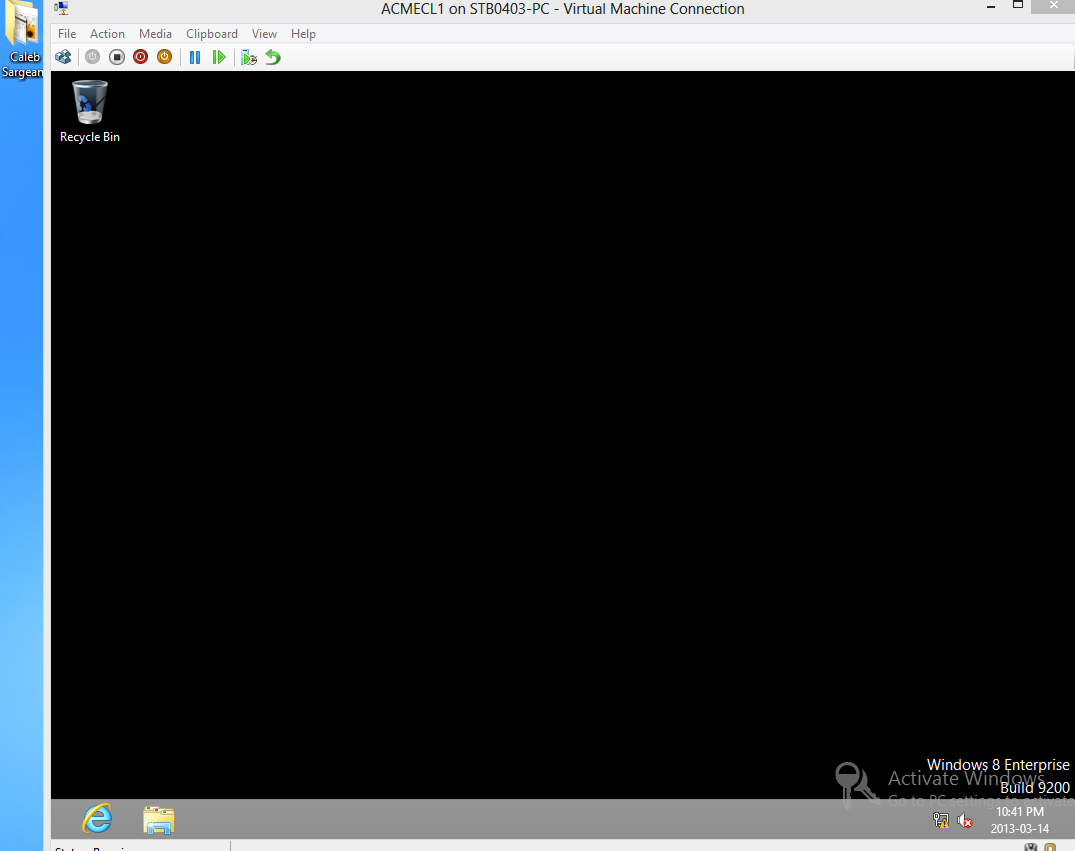 ACMECL1 on STB0403-PC - Virtual Machine Connection
File Action Media Clipboard View Help
Caleb
Sargean
Recycle Bin
Windows 8 Enterprise
Activate Windows
Build 9200
Go to PC settings to activate
10:41 PM
2013-03-14
Status: Running